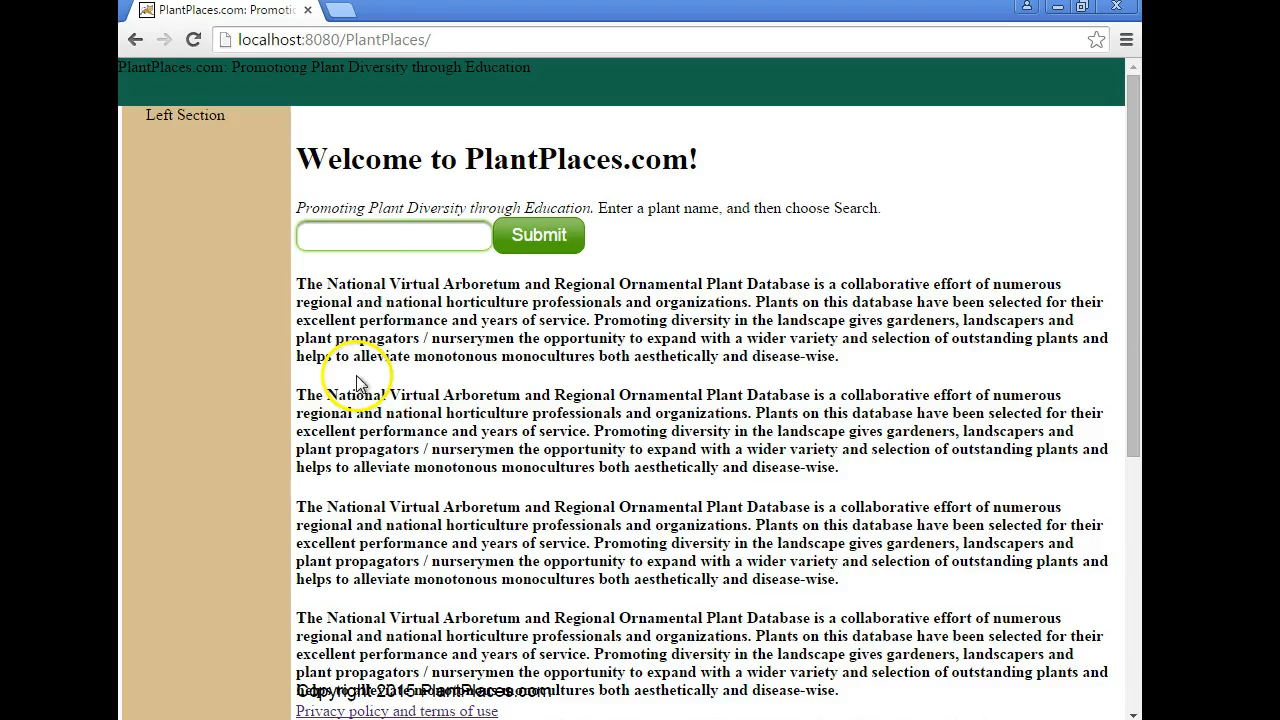 PlantPlaces.com: Promotic
localhost:8080/PlantPlaces/
PlantPlaces.com: Promotiong Plant Diversity through Education
Left Section
Welcome to PlantPlaces.com!
Promoting Plant Diversity through Education. Enter a plant name, and then choose Search.
Submit
The National Virtual Arboretum and Regional Ornamental Plant Database is a collaborative effort of numerous
regional and national horticulture professionals and organizations. Plants on this database have been selected for their
excellent performance and years of service. Promoting diversity in the landscape gives gardeners, landscapers and
plant propagators / nurserymen the opportunity to expand with a wider variety and selection of outstanding plants and
helps to alleviate monotonous monocultures both aesthetically and disease-wise.
The National Virtual Arboretum and Regional Ornamental Plant Database is a collaborative effort of numerous
regional and national horticulture professionals and organizations. Plants on this database have been selected for their
excellent performance and years of service. Promoting diversity in the landscape gives gardeners, landscapers and
plant propagators / nurserymen the opportunity to expand with a wider variety and selection of outstanding plants and
helps to alleviate monotonous monocultures both aesthetically and disease-wise.
The National Virtual Arboretum and Regional Ornamental Plant Database is a collaborative effort of numerous
regional and national horticulture professionals and organizations. Plants on this database have been selected for their
excellent performance and years of service. Promoting diversity in the landscape gives gardeners, landscapers and
plant propagators / nurserymen the opportunity to expand with a wider variety and selection of outstanding plants and
helps to alleviate monotonous monocultures both aesthetically and disease-wise.
The National Virtual Arboretum and Regional Ornamental Plant Database is a collaborative effort of numerous
regional and national horticulture professionals and organizations. Plants on this database have been selected for their
excellent performance and years of service. Promoting diversity in the landscape gives gardeners, landscapers and
plant propagators / nurserymen the opportunity to expand with a wider variety and selection of outstanding plants and
helps to alleviate monotonous monocultures both aesthetically and disease-wise.
Copyright 2015 PlantPlaces.com
Privacy policy and terms of use